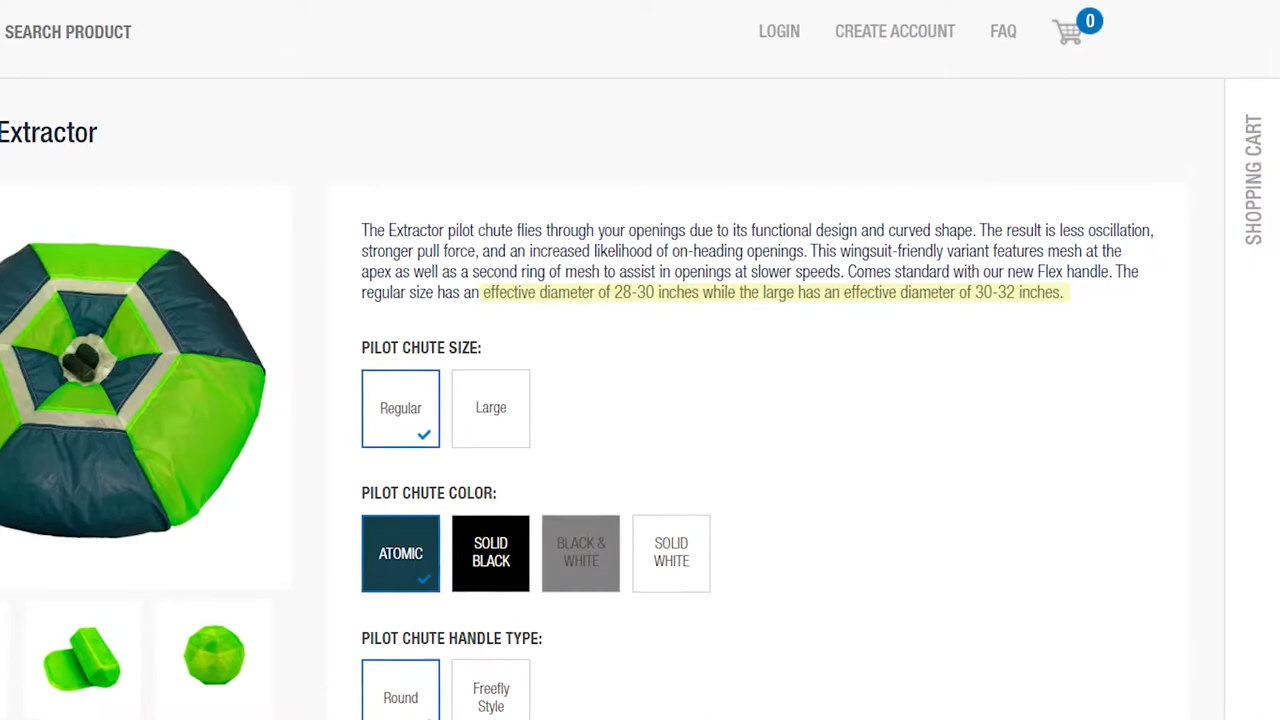 SEARCH PRODUCT
LOGIN
CREATE ACCOUNT
FAQ
0
SHOPPING CART
Extractor
The Extractor pilot chute flies through your openings due to its functional design and curved shape. The result is less oscillation,
stronger pull force, and an increased likelihood of on-heading openings. This wingsuit-friendly variant features mesh at the
apex as well as a second ring of mesh to assist in openings at slower speeds. Comes standard with our new Flex handle. The
regular size has an effective diameter of 28-30 inches while the large has an effective diameter of 30-32 inches.
PILOT CHUTE SIZE:
Regular
Large
PILOT CHUTE COLOR:
ATOMIC
SOLID
BLACK
BLACK &
WHITE
SOLID
WHITE
PILOT CHUTE HANDLE TYPE:
Round
Freefly
Style